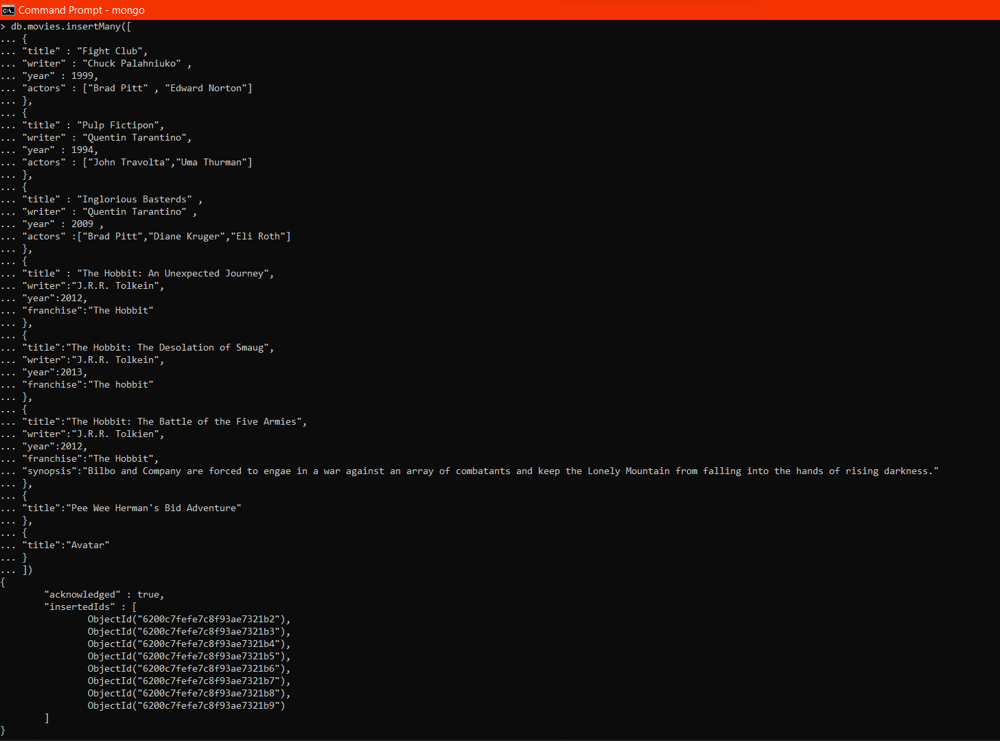 Command Prompt - mongo
> db.movies.insertMany([
... {
... "title" : "Fight Club",
... "writer" : "Chuck Palahniuko" ,
... "year" : 1999,
... "actors" : ["Brad Pitt" , "Edward Norton"]
... },
... {
... "title" : "Pulp Fictipon",
... "writer" : "Quentin Tarantino",
... "year" : 1994,
... "actors" : ["John Travolta","Uma Thurman"]
... },
... {
... "title" : "Inglorious Basterds" ,
... "writer" : "Quentin Tarantino" ,
... "year" : 2009 ,
... "actors" :["Brad Pitt","Diane Kruger","Eli Roth"]
... },
... {
... "title" : "The Hobbit: An Unexpected Journey",
... "writer":"J.R.R. Tolkein",
... "year":2012,
... "franchise":"The Hobbit"
... },
... {
... "title":"The Hobbit: The Desolation of Smaug",
... "writer":"J.R.R. Tolkein",
... "year":2013,
... "franchise":"The hobbit"
... },
... {
... "title":"The Hobbit: The Battle of the Five Armies",
... "writer":"J.R.R. Tolkien",
... "year":2012,
... "franchise":"The Hobbit",
... "synopsis":"Bilbo and Company are forced to engae in a war against an array of combatants and keep the Lonely Mountain from falling into the hands of rising darkness."
... },
... {
... "title":"Pee Wee Herman's Bid Adventure"
... },
... {
... "title":"Avatar"
... }
... ])
{
        "acknowledged" : true,
        "insertedIds" : [
                ObjectId("6200c7fefe7c8f93ae7321b2"),
                ObjectId("6200c7fefe7c8f93ae7321b3"),
                ObjectId("6200c7fefe7c8f93ae7321b4"),
                ObjectId("6200c7fefe7c8f93ae7321b5"),
                ObjectId("6200c7fefe7c8f93ae7321b6"),
                ObjectId("6200c7fefe7c8f93ae7321b7"),
                ObjectId("6200c7fefe7c8f93ae7321b8"),
                ObjectId("6200c7fefe7c8f93ae7321b9")
        ]
}